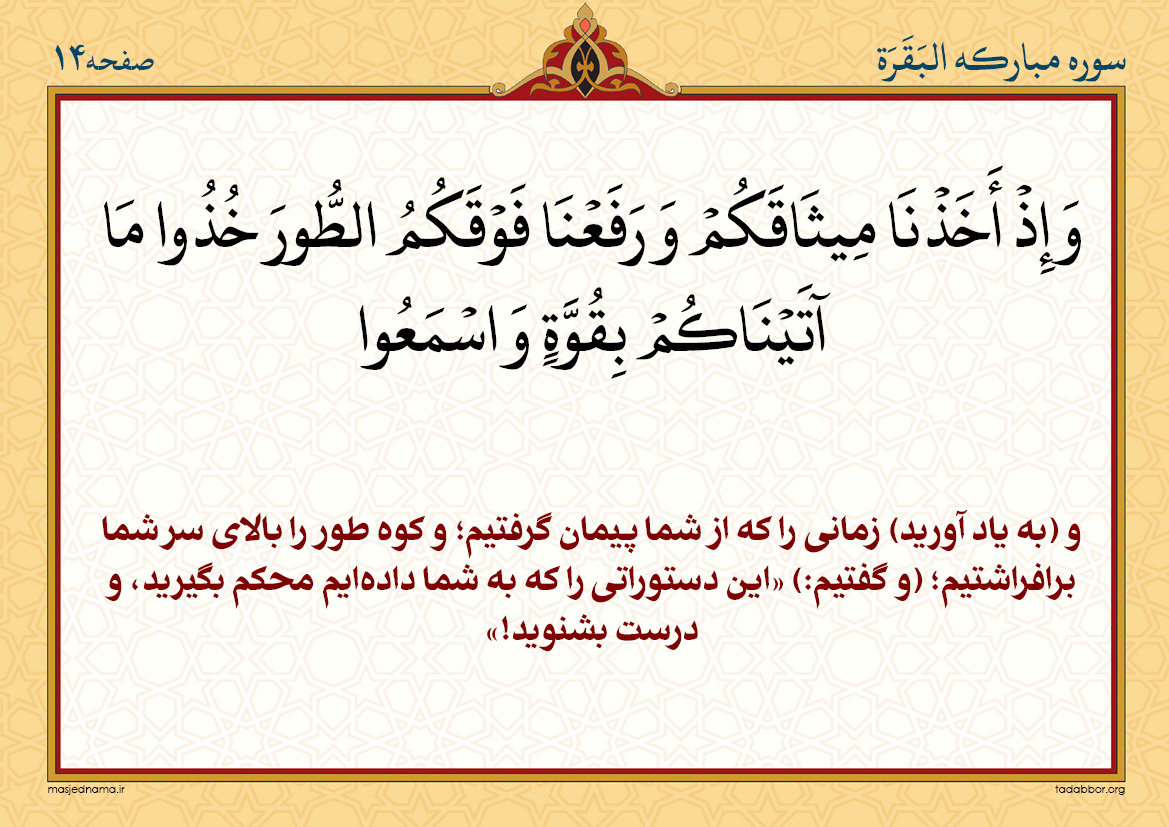 سوره مبارکه البَقَرَة
صفحه۱۴
وَإِذْ أَخَذْنَا مِيثَاقَكُمْ وَ رَفَعْنَا فَوْقَكُمُ الطُّورَ خُذُوا مَا
آتَيْنَاكُمْ بِقُوَّةٍ وَ اسْمَعُوا
و (به یاد آورید) زمانی را که از شما پیمان گرفتیم؛ و کوه طور را بالای سر شما
برافراشتیم؛ (و گفتیم:) «این دستوراتی را که به شما داده‌ایم محکم بگیرید، و
درست بشنوید!»
masjednama.ir
tadabbor.org